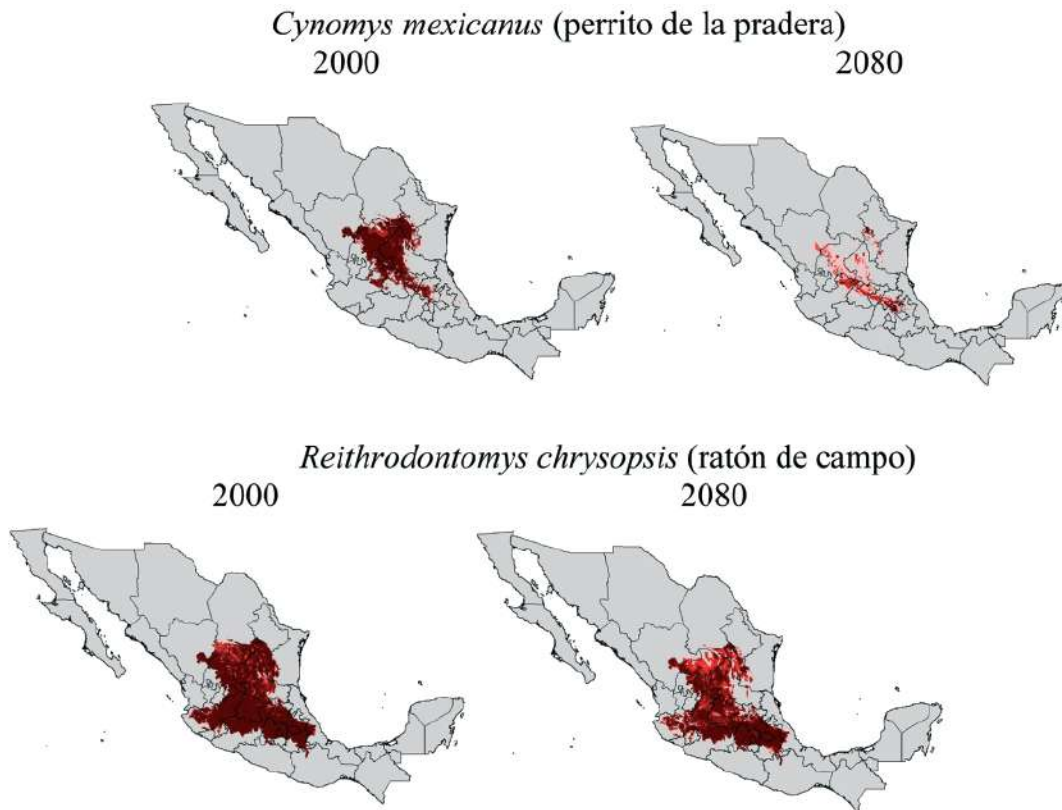 Cynomys mexicanus (perrito de la pradera)
2000 2080
Reithrodontomys chrysopsis (ratón de campo)
2000 2080